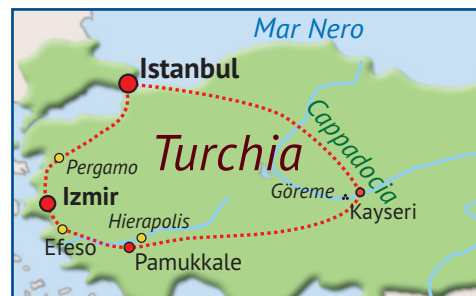 Mar Nero
Istanbul
Cappadocia
Turchia
Pergamo
Göreme
Izmir
Kayseri
Hierapolis
Efeso
Pamukkale